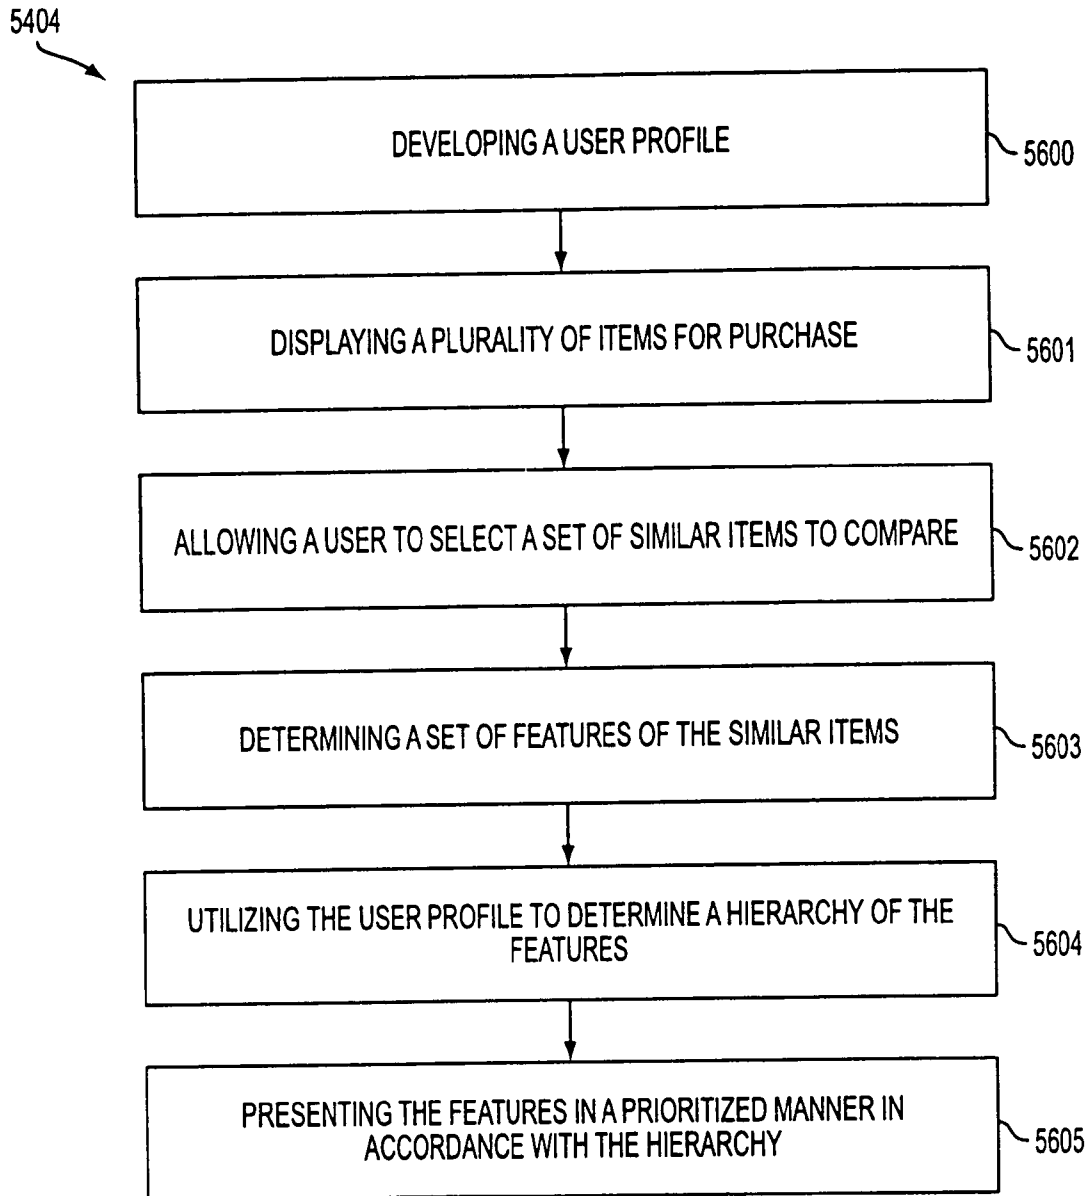 5404
DEVELOPING A USER PROFILE
5600
DISPLAYING A PLURALITY OF ITEMS FOR PURCHASE
5601
ALLOWING A USER TO SELECT A SET OF SIMILAR ITEMS TO COMPARE
5602
DETERMINING A SET OF FEATURES OF THE SIMILAR ITEMS
5603
UTILIZING THE USER PROFILE TO DETERMINE A HIERARCHY OF THE
FEATURES
5604
PRESENTING THE FEATURES IN A PRIORITIZED MANNER IN
ACCORDANCE WITH THE HIERARCHY
5605